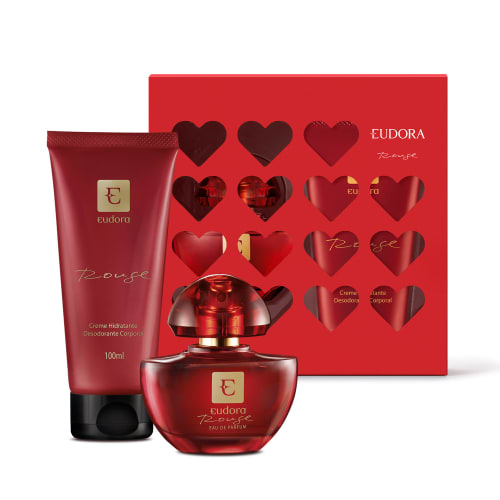 E
Eudora
Rouge
Creme Hidratante
Desodorante Corporal
100ml
E
Eudora
Rouge
EAU DE PARFUM
EUDORA
Rouge
Eudora
Rouge
Creme Hidratante
Desodorante Corporal